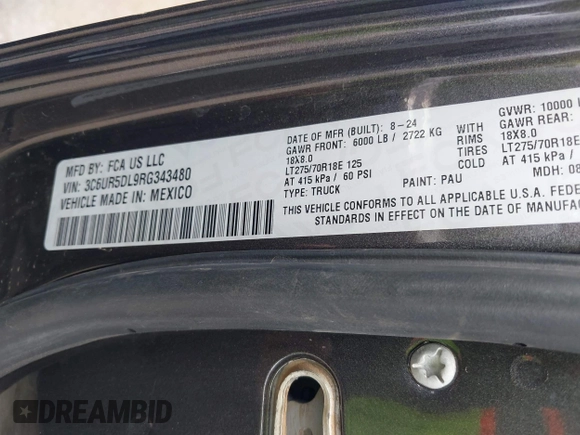 MFD BY: FCA US LLC
VIN: 3C6UR5DL9RG343480
VEHICLE MADE IN: MEXICO
DATE OF MFR (BUILT): 8-24
GAWR FRONT: 6000 LB / 2722 KG
18X8.0
LT275/70R18E 125
AT 415 kPa / 60 PSI
TYPE: TRUCK
WITH
RIMS
COLD
GVWR: 10000
GAWR REAR:
18X8.0
LT275/70R18E
AT 415 kPa /
PAINT: PAU
MDH: 08
THIS VEHICLE CONFORMS TO ALL APPLICABLE U.S.A. FEDERAL
STANDARDS IN EFFECT ON THE DATE OF MANUFAC
DREAMBID